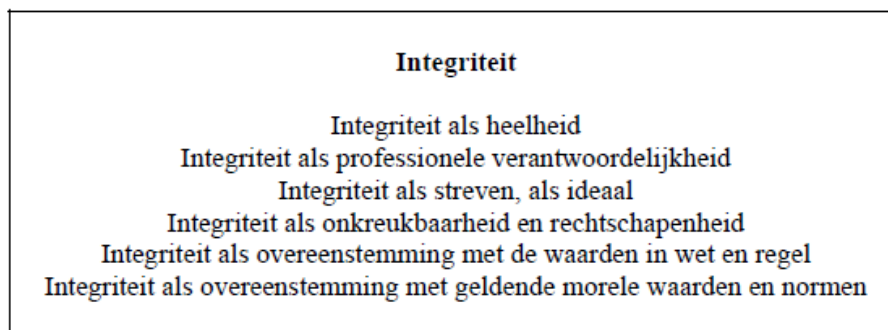 Integriteit
Integriteit als heelheid
Integriteit als professionele verantwoordelijkheid
Integriteit als streven, als ideaal
Integriteit als onkreukbaarheid en rechtschapenheid
Integriteit als overeenstemming met de waarden in wet en regel
Integriteit als overeenstemming met geldende morele waarden en normen